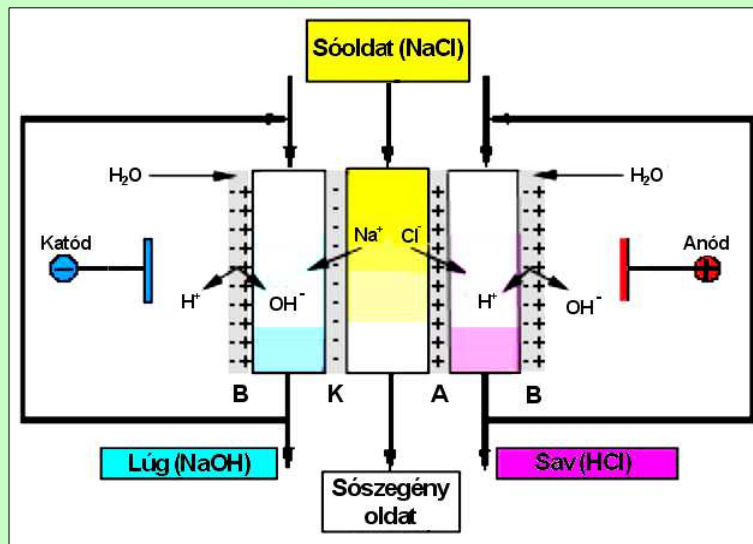 Sóoldat (NaCl)
H₂O
H₂O
Katód
Na⁺
Cl⁻
Anód
H⁺
OH⁻
H⁺
OH⁻
B
K
A
B
Lúg (NaOH)
Sav (HCl)
Sószegény
oldat